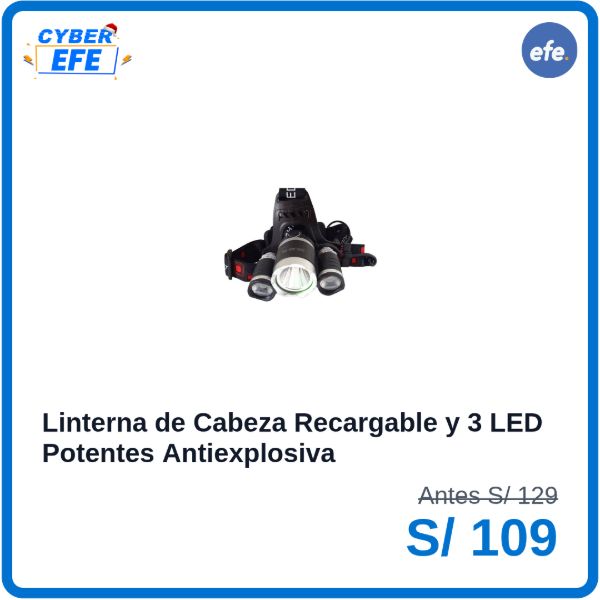 CYBER
EFE
efe.
Linterna de Cabeza Recargable y 3 LED
Potentes Antiexplosiva
Antes S/ 129
S/ 109